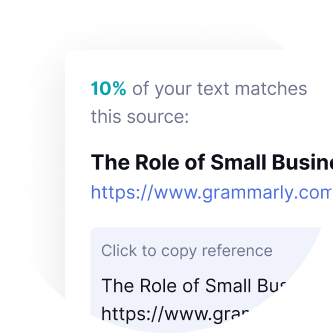 10% of your text matches
this source:
The Role of Small Busin
https://www.grammarly.com
Click to copy reference
The Role of Small Bus
https://www.gram